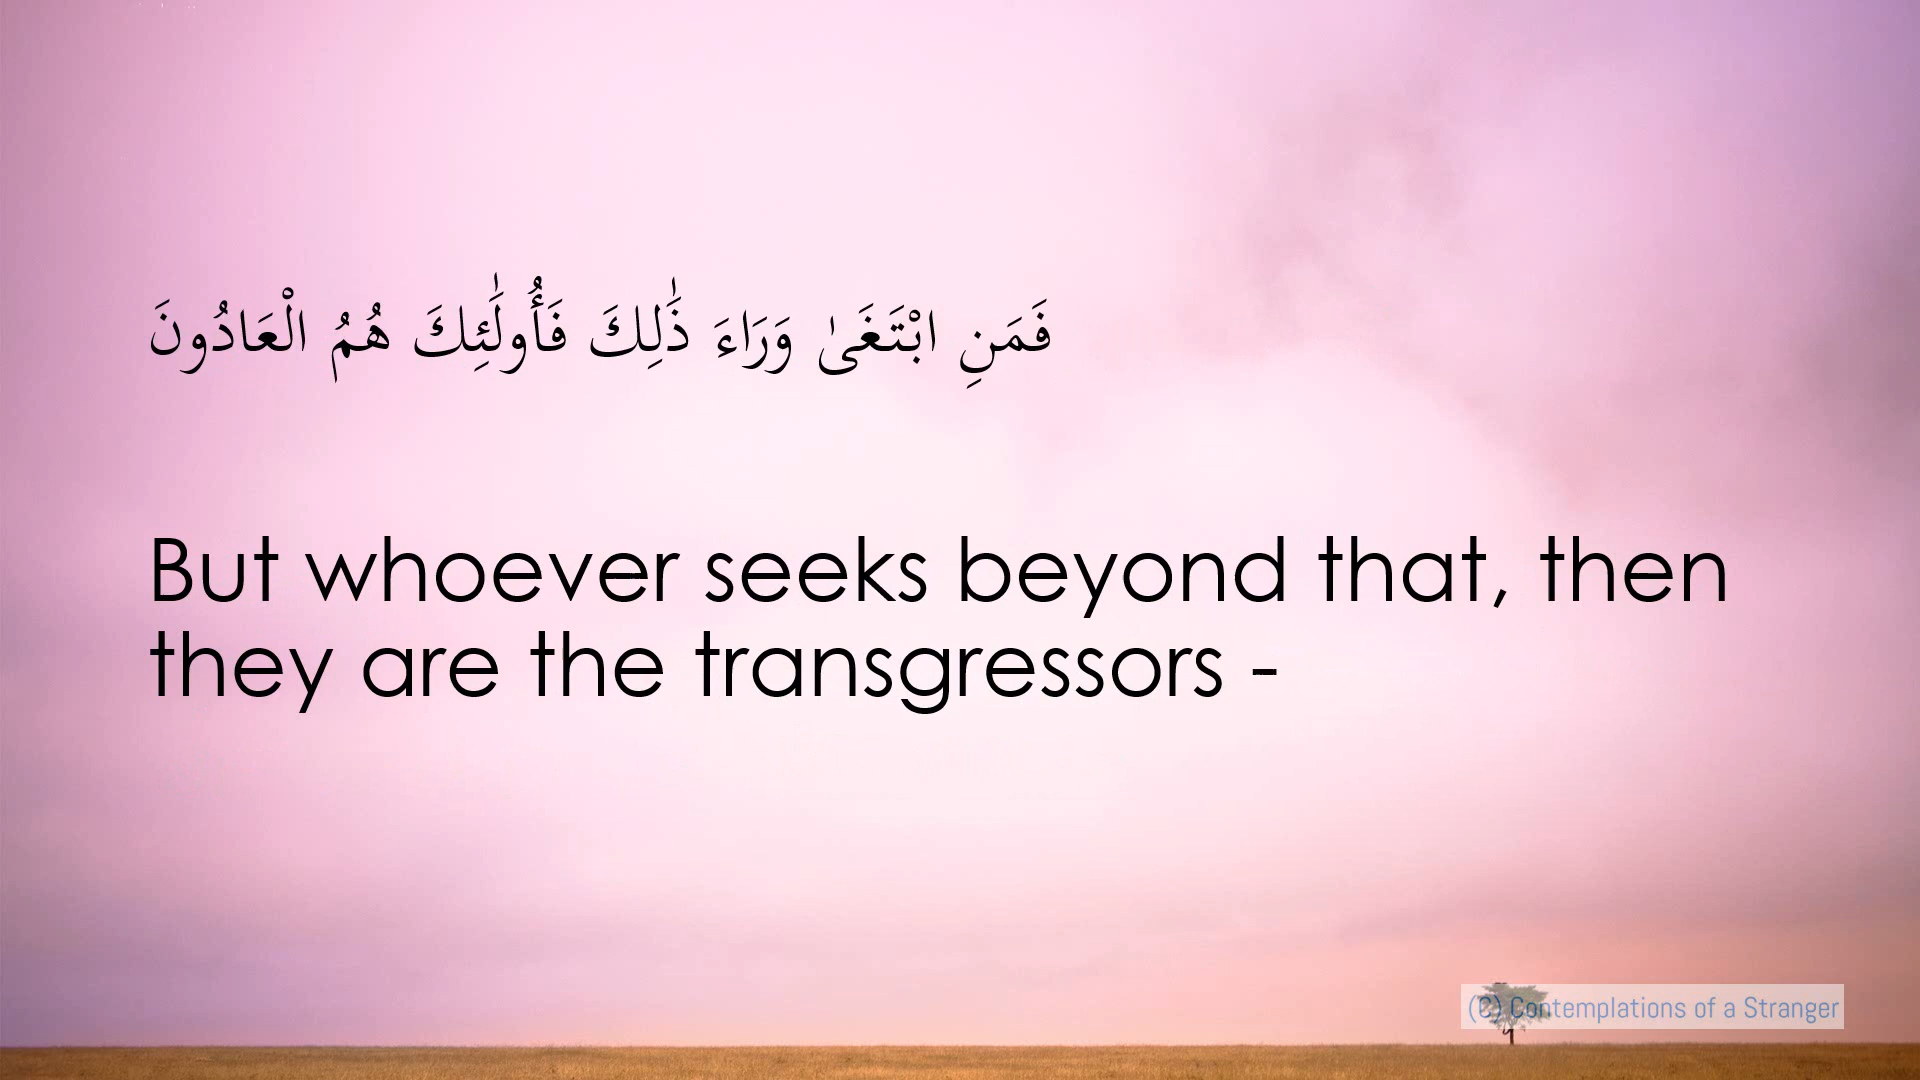 فَمَنِ ابْتَغَىٰ وَرَاءَ ذَٰلِكَ فَأُولَٰئِكَ هُمُ الْعَادُونَ
But whoever seeks beyond that, then
they are the transgressors -
(C) Contemplations of a Stranger